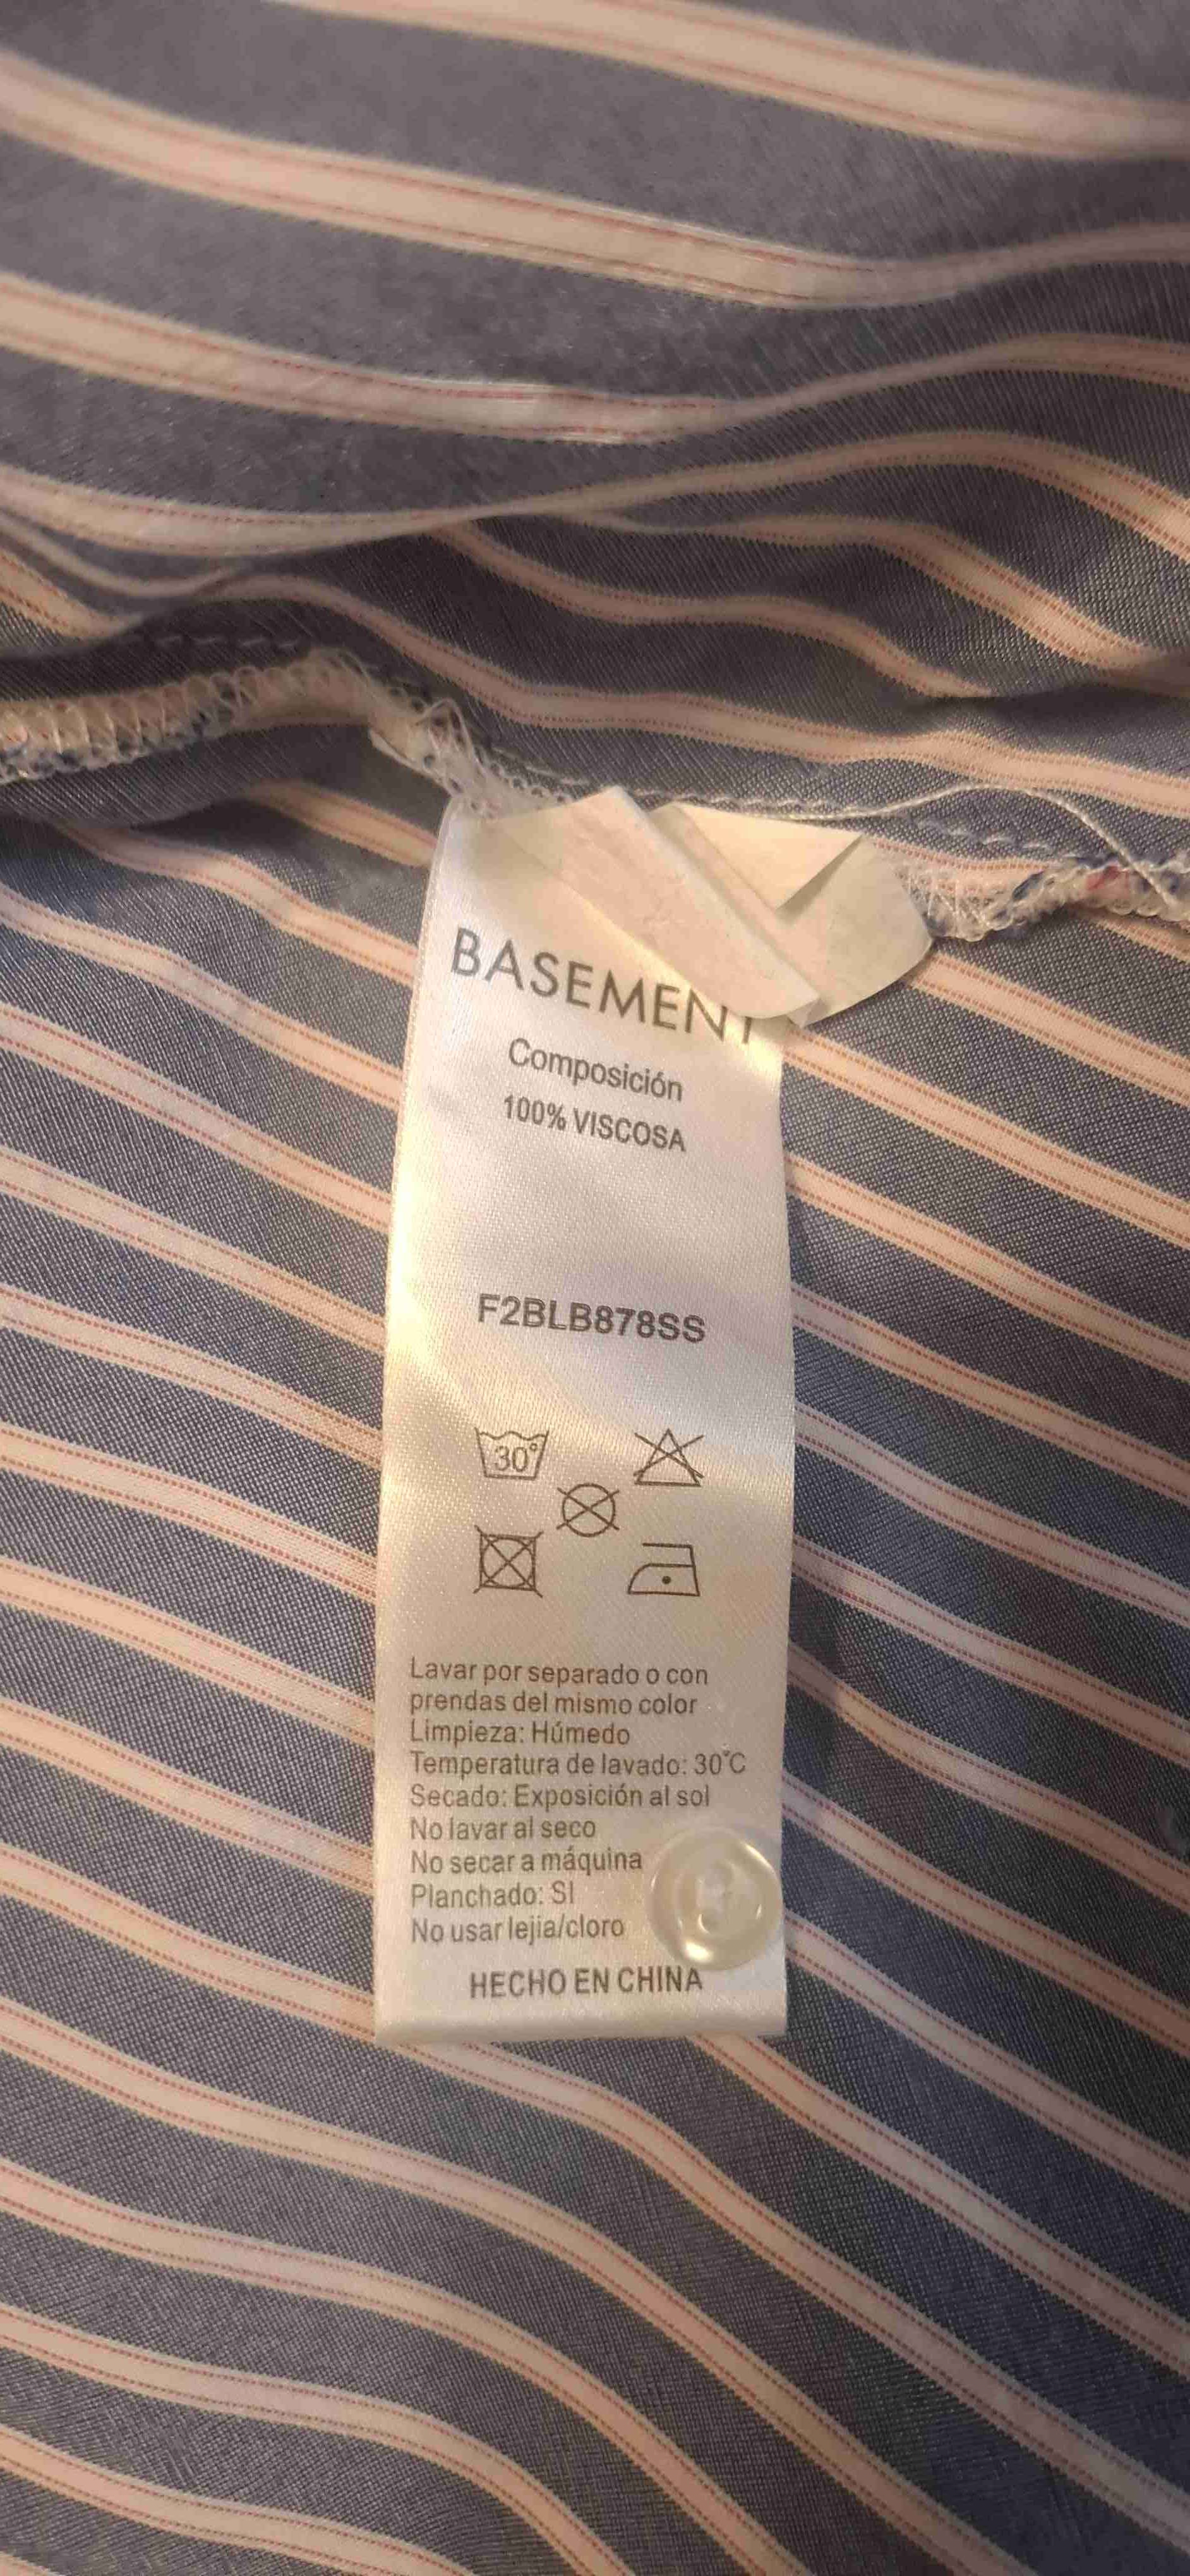 BASEMENT
Composición
100% VISCOSA
F2BLB878SS
30°
Lavar por separado o con
prendas del mismo color
Limpieza: Húmedo
Temperatura de lavado: 30°C
Secado: Exposición al sol
No lavar al seco
No secar a máquina
Planchado: SI
No usar lejia/cloro
HECHO EN CHINA